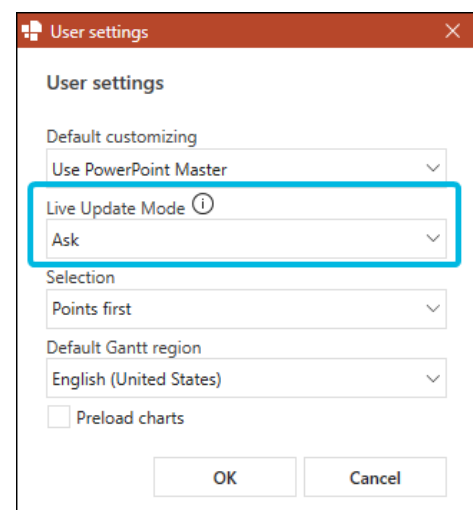 User settings
User settings
Default customizing
Use PowerPoint Master
Live Update Mode
Ask
Selection
Points first
Default Gantt region
English (United States)
Preload charts
OK Cancel